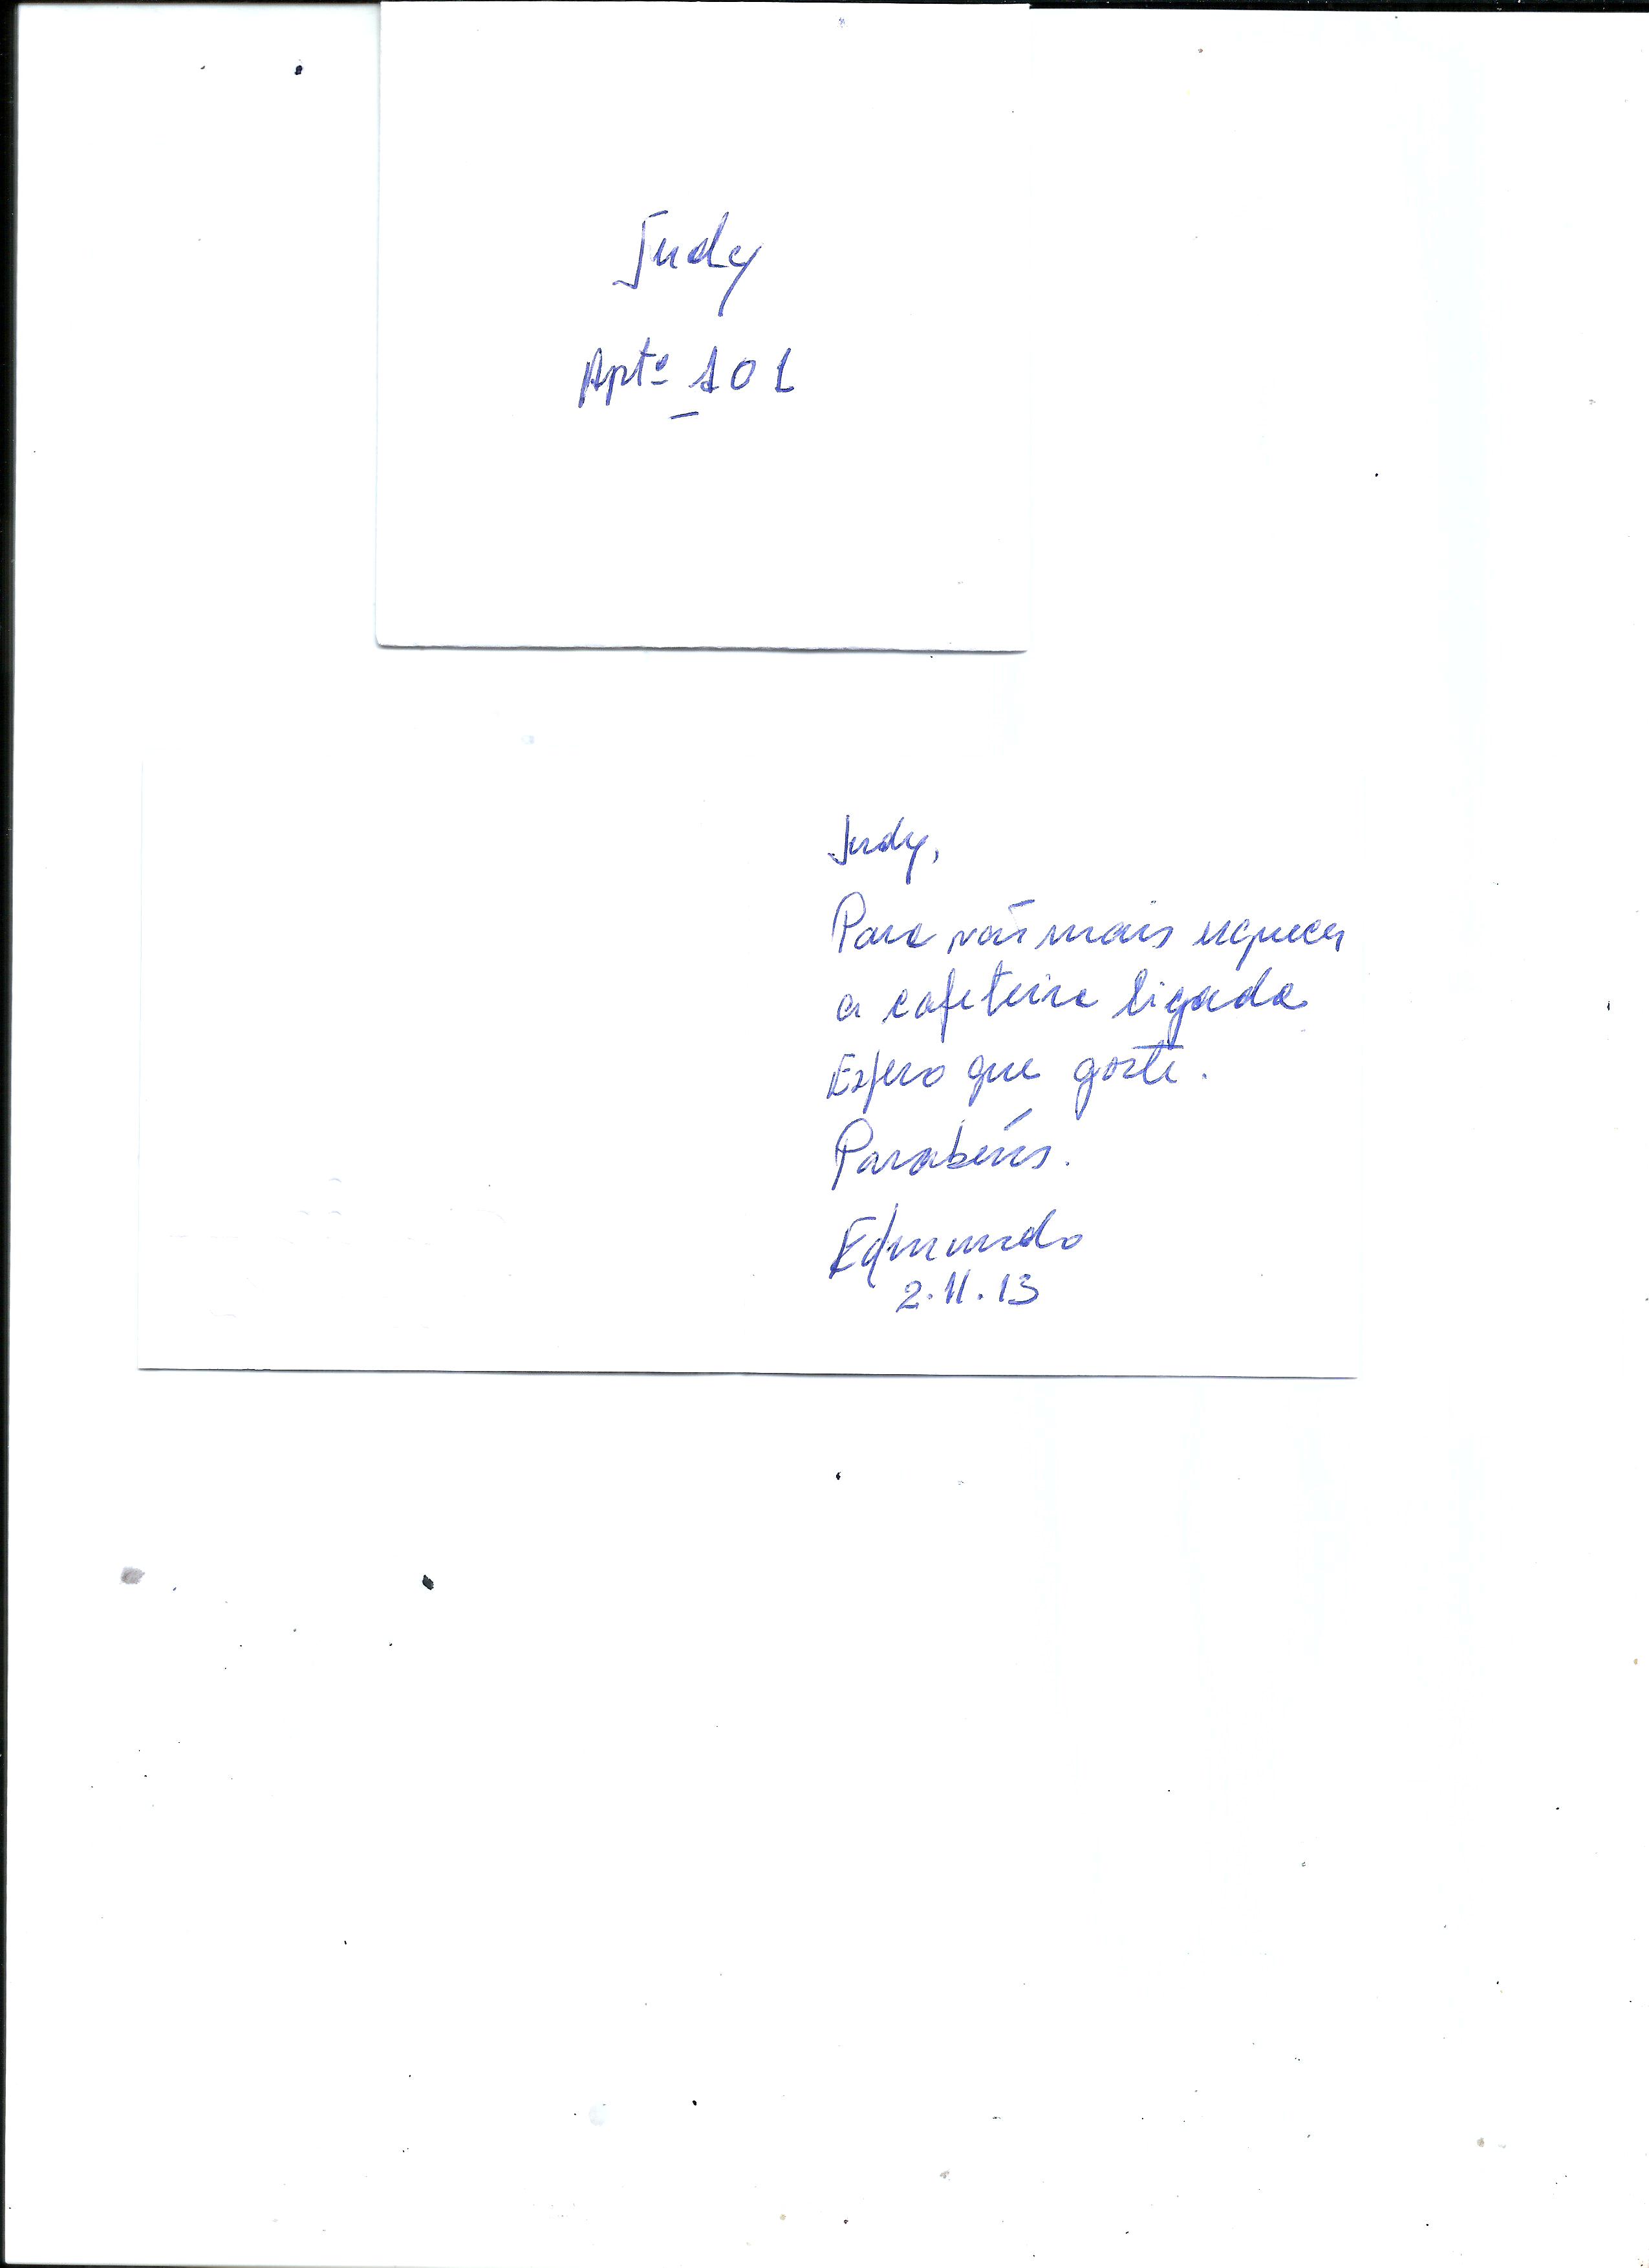 Judy
Aptº 101
Judy,
Para não mais esquecer
a cafeteira ligada
Espero que goste.
Parabéns.
Edmundo
2.11.13